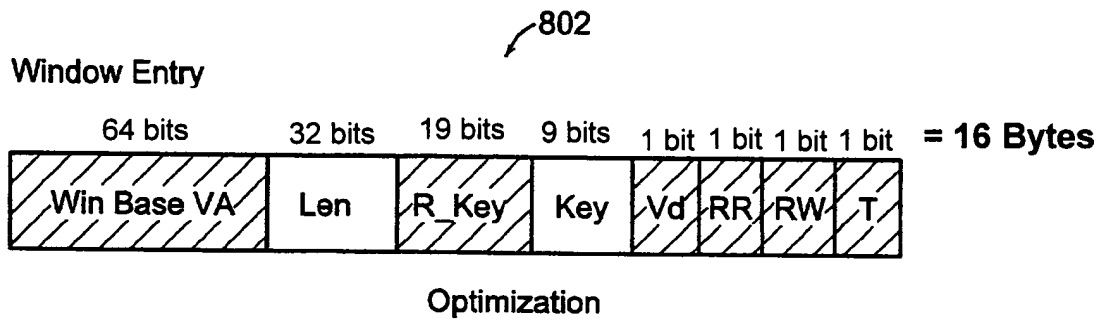 802
Window Entry
64 bits 32 bits 19 bits 9 bits 1 bit 1 bit 1 bit 1 bit = 16 Bytes
Win Base VA Len R_Key Key Vd RR RW T
Optimization